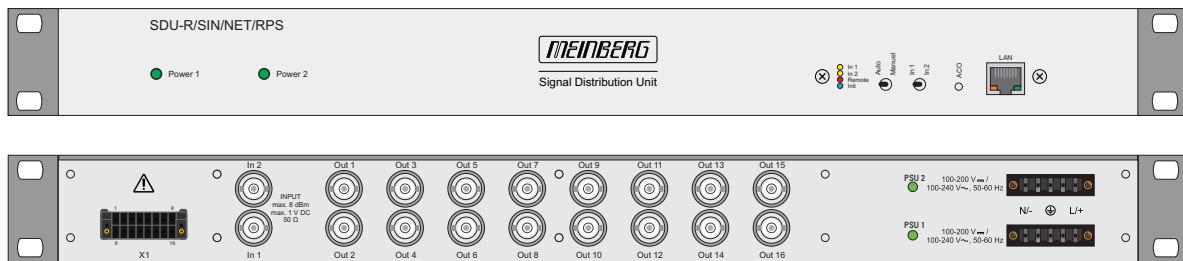 SDU-R/SIN/NET/RPS
MEINBERG
Signal Distribution Unit
Power 1
Power 2
In 1
In 2
Remote
Init
Auto
Manuel
In 1
In 2
ACO
LAN
In 2
Out 1
Out 3
Out 5
Out 7
Out 9
Out 11
Out 13
Out 15
1
8
9
16
X1
INPUT
max. 8 dBm
max. 1 V DC
50 Ω
PSU 2
100-200 V⎓ /
100-240 V~, 50-60 Hz
N/-
L/+
PSU 1
100-200 V⎓ /
100-240 V~, 50-60 Hz
In 1
Out 2
Out 4
Out 6
Out 8
Out 10
Out 12
Out 14
Out 16